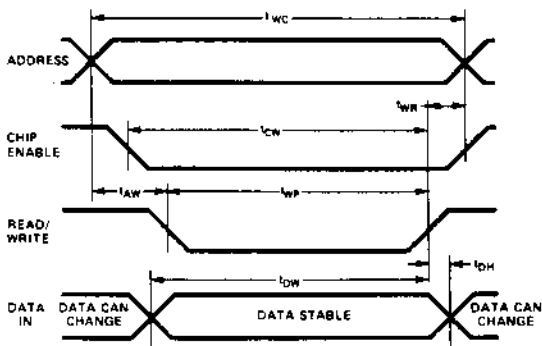 tWC
ADDRESS
tWR
CHIP
ENABLE
tCW
tAW
tWP
READ/
WRITE
tDW
tDH
DATA
IN
DATA CAN
CHANGE
DATA STABLE
DATA CAN
CHANGE